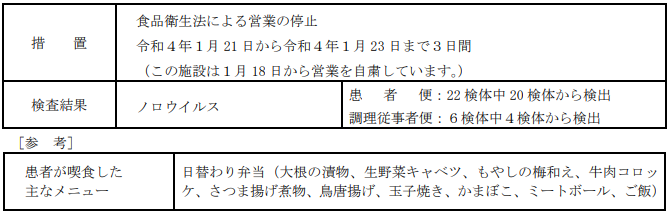 措　置
食品衛生法による営業の停止
令和４年１月 21 日から令和４年１月 23 日まで３日間
（この施設は１月 18 日から営業を自粛しています。）
検査結果
ノロウイルス
患　者　便：22 検体中 20 検体から検出
調理従事者便：６検体中４検体から検出
［参　考］
患者が喫食した
主なメニュー
日替わり弁当（大根の漬物、生野菜キャベツ、もやしの梅和え、牛肉コロッ
ケ、さつま揚げ煮物、鳥唐揚げ、玉子焼き、かまぼこ、ミートボール、ご飯）